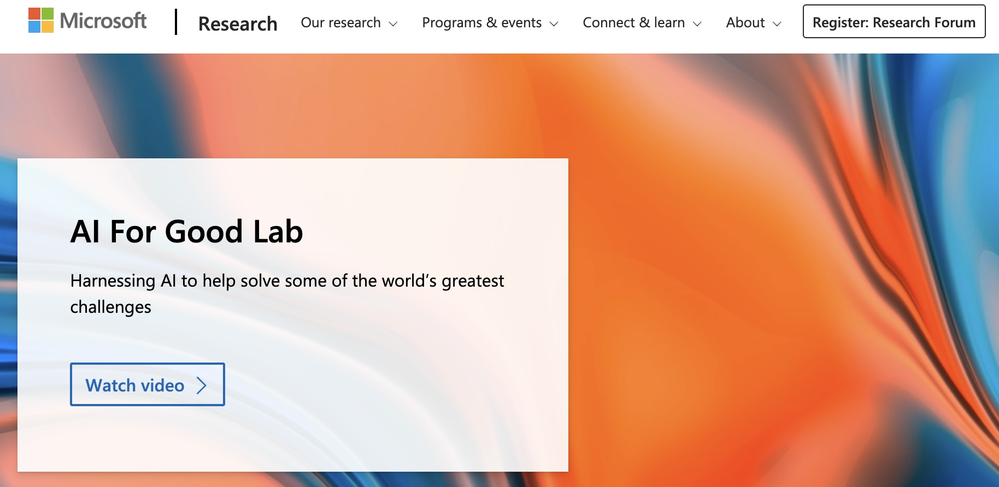 Microsoft
Research
Our research
Programs & events
Connect & learn
About
Register: Research Forum
AI For Good Lab
Harnessing AI to help solve some of the world’s greatest
challenges
Watch video